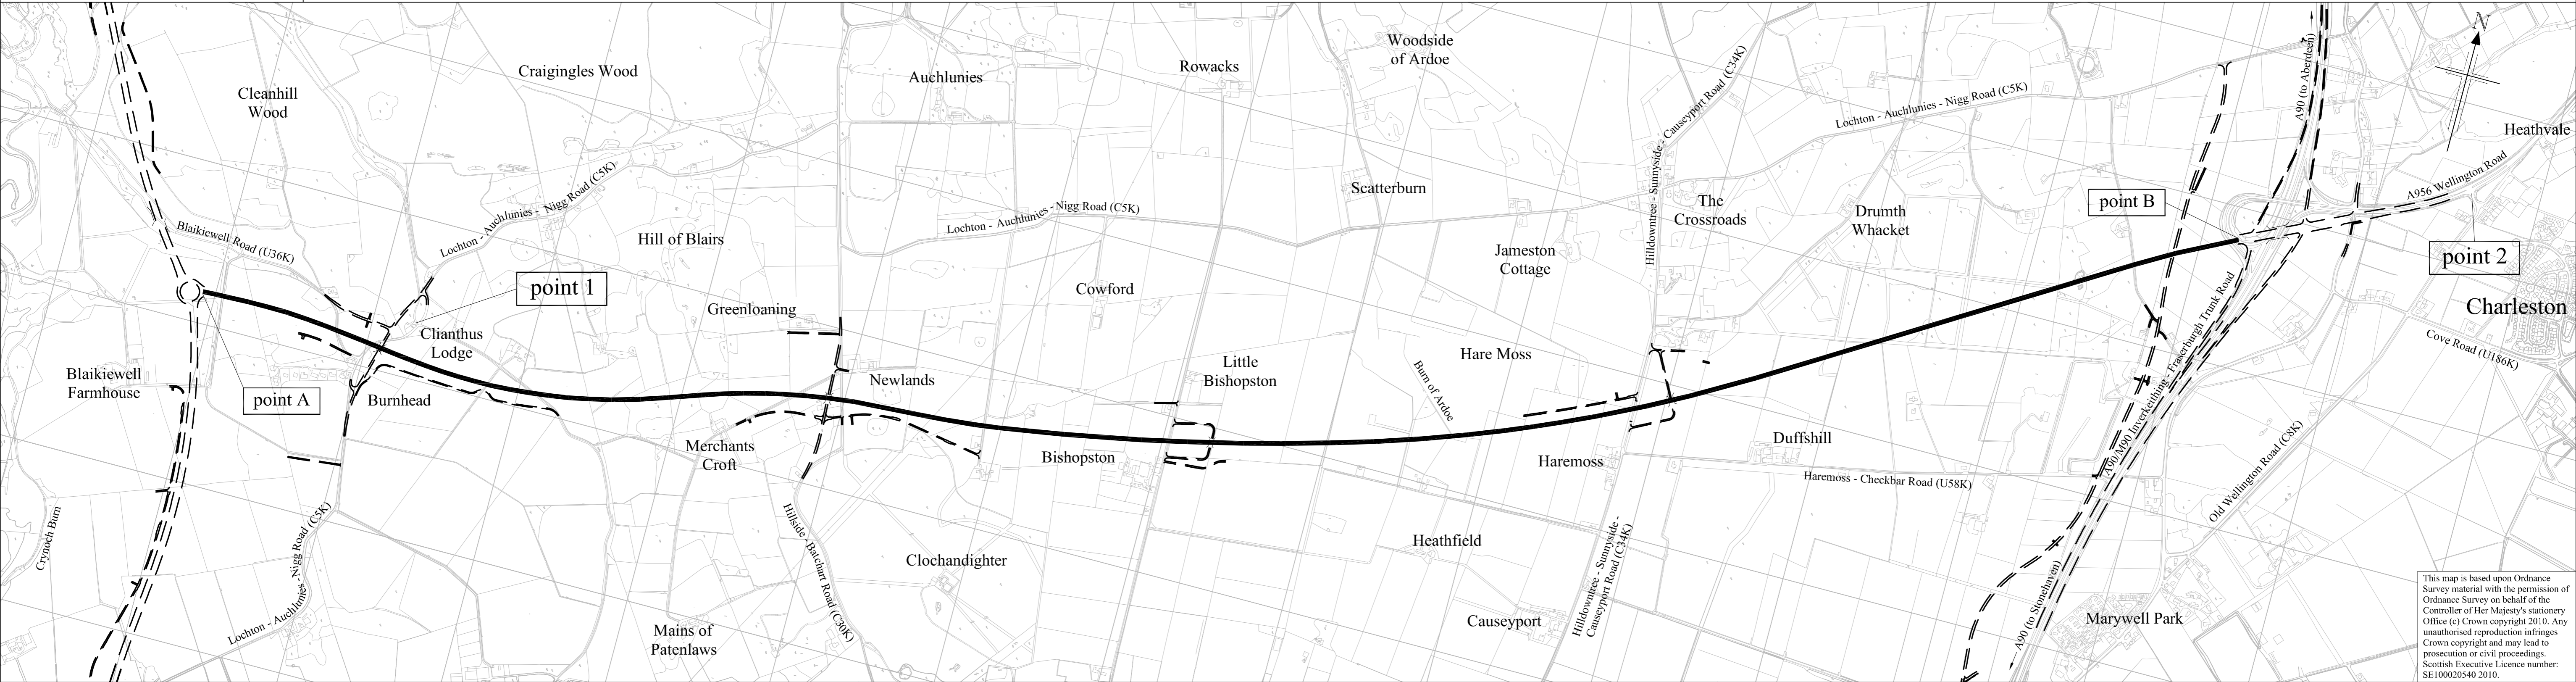 N
Woodside
of Ardoe
Craigingles Wood
Rowacks
Auchlunies
Cleanhill
Wood
A90 (to Aberdeen)
Hilldowntree - Sunnyside - Causeyport Road (C34K)
Lochton - Auchlunies - Nigg Road (C5K)
Heathvale
A956 Wellington Road
Lochton - Auchlunies - Nigg Road (C5K)
Scatterburn
The
Crossroads
point B
Drumth
Whacket
Blaikiewell Road (U36K)
Lochton - Auchlunies - Nigg Road (C5K)
Hill of Blairs
Jameston
Cottage
point 2
point 1
Cowford
Greenloaning
Charleston
Clianthus
Lodge
Hare Moss
Cove Road (U186K)
Little
Bishopston
Blaikiewell
Farmhouse
Newlands
Burn of Ardoe
A90/M90 Inverkeithing - Fraserburgh Trunk Road
point A
Burnhead
Merchants
Croft
Bishopston
Duffshill
Haremoss
Haremoss - Checkbar Road (U58K)
Old Wellington Road (C8K)
Crynoch Burn
Lochton - Auchlunies - Nigg Road (C5K)
Hillside - Batchart Road (C30K)
Clochandighter
Heathfield
Hilldowntree - Sunnyside -
Causeyport Road (C34K)
Causeyport
A90 (to Stonehaven)
Marywell Park
Mains of
Patenlaws
This map is based upon Ordnance
Survey material with the permission of
Ordnance Survey on behalf of the
Controller of Her Majesty's stationery
Office (c) Crown copyright 2010. Any
unauthorised reproduction infringes
Crown copyright and may lead to
prosecution or civil proceedings.
Scottish Executive Licence number:
SE100020540 2010.